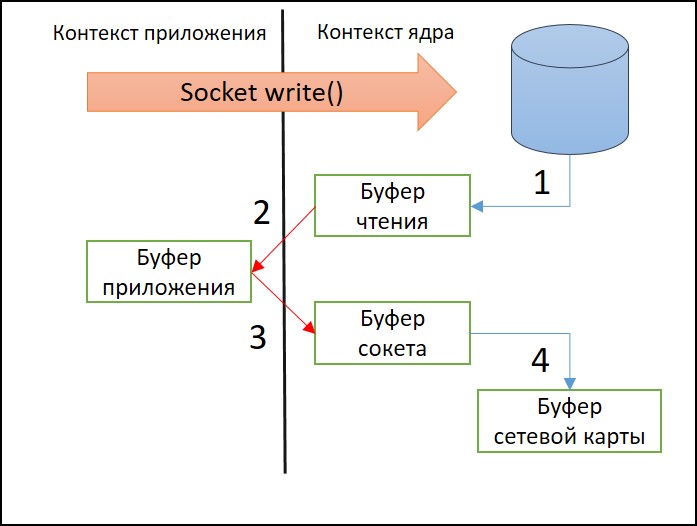 Контекст приложения
Контекст ядра
Socket write()
1
Буфер
чтения
2
Буфер
приложения
3
Буфер
сокета
4
Буфер
сетевой карты